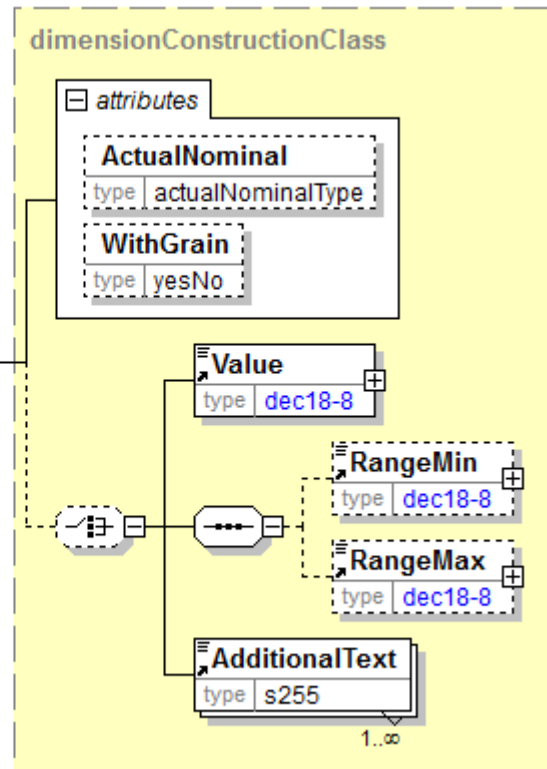 dimensionConstructionClass
attributes
ActualNominal
type actualNominalType
WithGrain
type yesNo
Value
type dec18-8
RangeMin
type dec18-8
RangeMax
type dec18-8
AdditionalText
type s255
1..∞